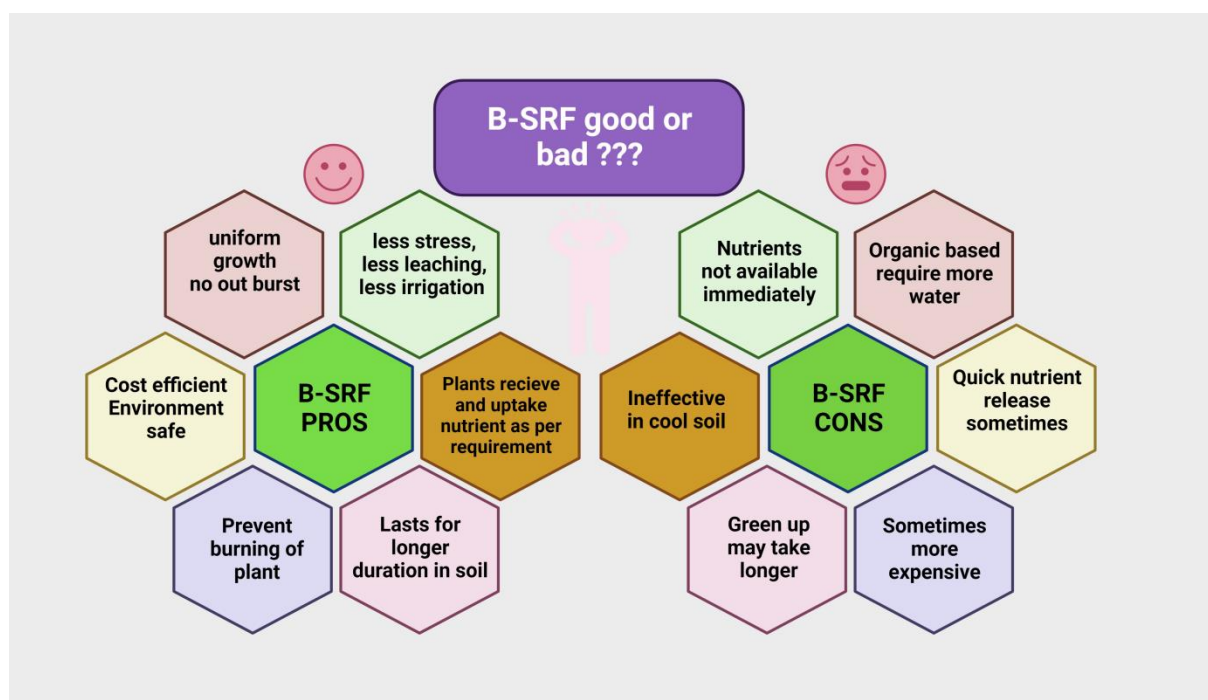 B-SRF good or
bad ???
uniform
growth
no out burst
less stress,
less leaching,
less irrigation
Cost efficient
Environment
safe
B-SRF
PROS
Plants recieve
and uptake
nutrient as per
requirement
Prevent
burning of
plant
Lasts for
longer
duration in soil
Nutrients
not available
immediately
Organic based
require more
water
Ineffective
in cool soil
B-SRF
CONS
Quick nutrient
release
sometimes
Green up
may take
longer
Sometimes
more
expensive